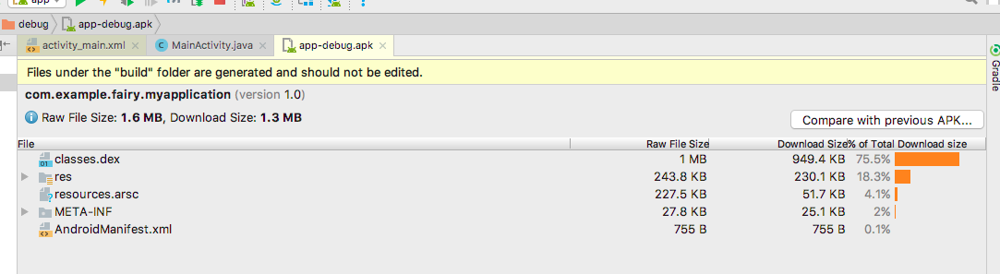 app
debug app-debug.apk
activity_main.xml MainActivity.java app-debug.apk
Files under the "build" folder are generated and should not be edited.
com.example.fairy.myapplication (version 1.0)
Raw File Size: 1.6 MB, Download Size: 1.3 MB
Compare with previous APK...
File Raw File Size Download Size % of Total Download size
classes.dex 1 MB 949.4 KB 75.5%
res 243.8 KB 230.1 KB 18.3%
resources.arsc 227.5 KB 51.7 KB 4.1%
META-INF 27.8 KB 25.1 KB 2%
AndroidManifest.xml 755 B 755 B 0.1%
Gradle